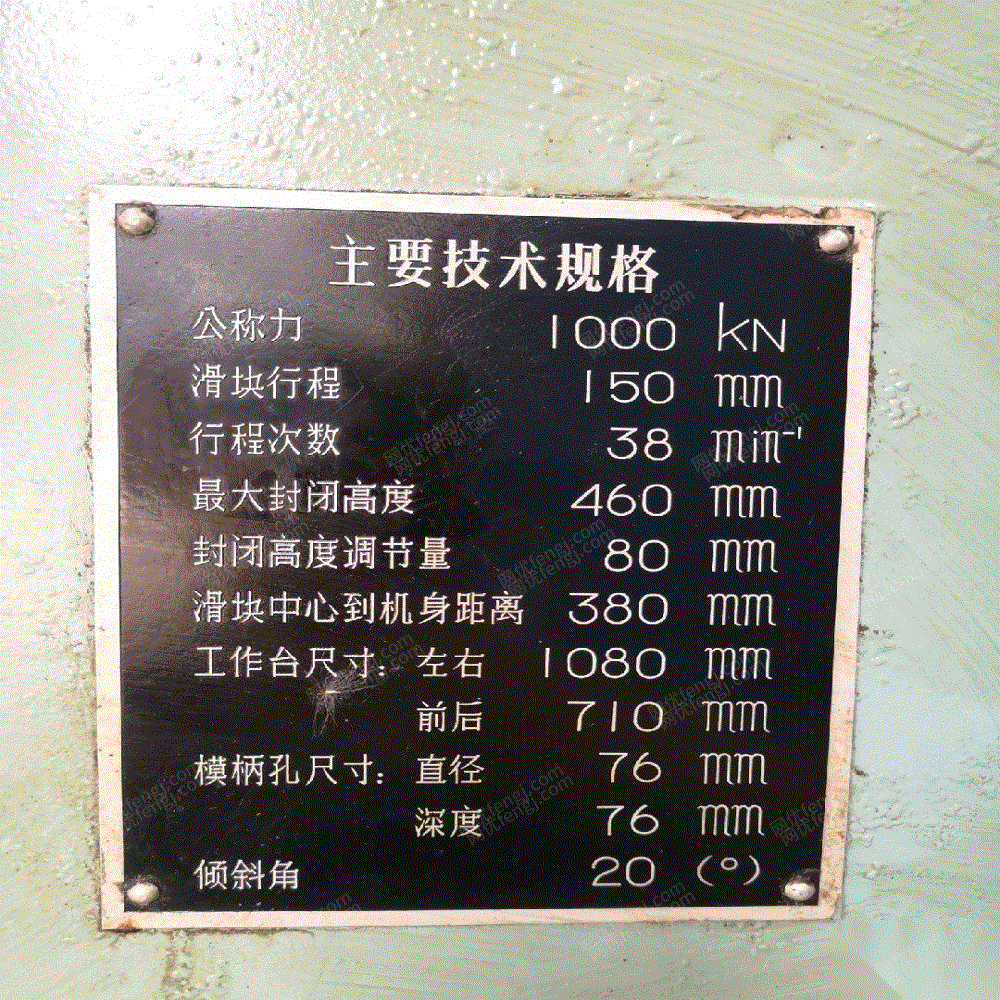 主要技术规格
公称力 1000 kN
滑块行程 150 mm
行程次数 38 min⁻¹
最大封闭高度 460 mm
封闭高度调节量 80 mm
滑块中心到机身距离 380 mm
工作台尺寸：左右 1080 mm
前后 710 mm
模柄孔尺寸：直径 76 mm
深度 76 mm
倾斜角 20 (°)